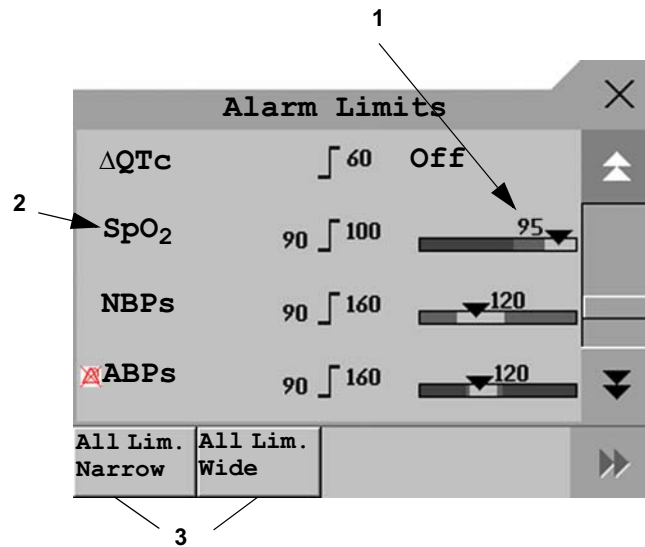 1
Alarm Limits
ΔQTc 60 Off
2
SpO₂ 90 100 95
NBPs 90 160 120
ABPs 90 160 120
All Lim. All Lim.
Narrow Wide
3